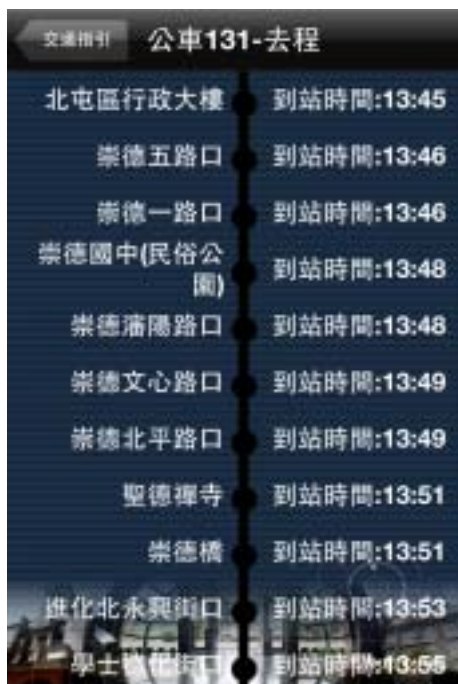 交通指引
公車131-去程
北屯區行政大樓 到站時間:13:45
崇德五路口 到站時間:13:46
崇德一路口 到站時間:13:46
崇德國中(民俗公
園) 到站時間:13:48
崇德瀋陽路口 到站時間:13:48
崇德文心路口 到站時間:13:49
崇德北平路口 到站時間:13:49
聖德禪寺 到站時間:13:51
崇德橋 到站時間:13:51
進化北永興街口 到站時間:13:53
學士 街口 到站時間:13:55